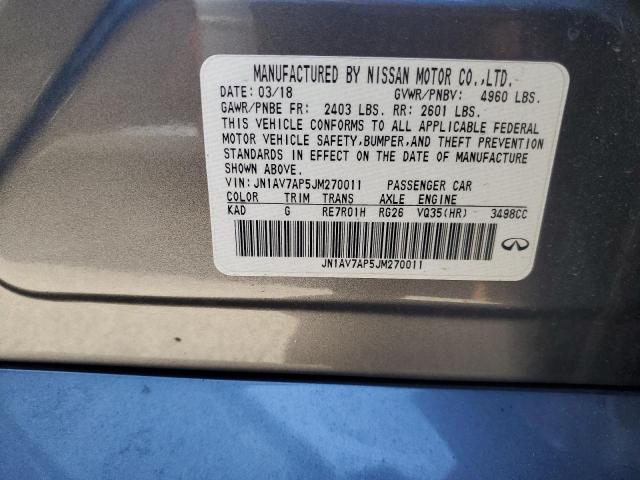 MANUFACTURED BY NISSAN MOTOR CO.,LTD.
DATE: 03/18 GVWR/PNBV: 4960 LBS.
GAWR/PNBE FR: 2403 LBS. RR: 2601 LBS.
THIS VEHICLE CONFORMS TO ALL APPLICABLE FEDERAL
MOTOR VEHICLE SAFETY,BUMPER,AND THEFT PREVENTION
STANDARDS IN EFFECT ON THE DATE OF MANUFACTURE
SHOWN ABOVE.
VIN: JN1AV7AP5JM270011 PASSENGER CAR
COLOR TRIM TRANS AXLE ENGINE
KAD G RE7R01H RG26 VQ35(HR) 3498CC
JN1AV7AP5JM270011